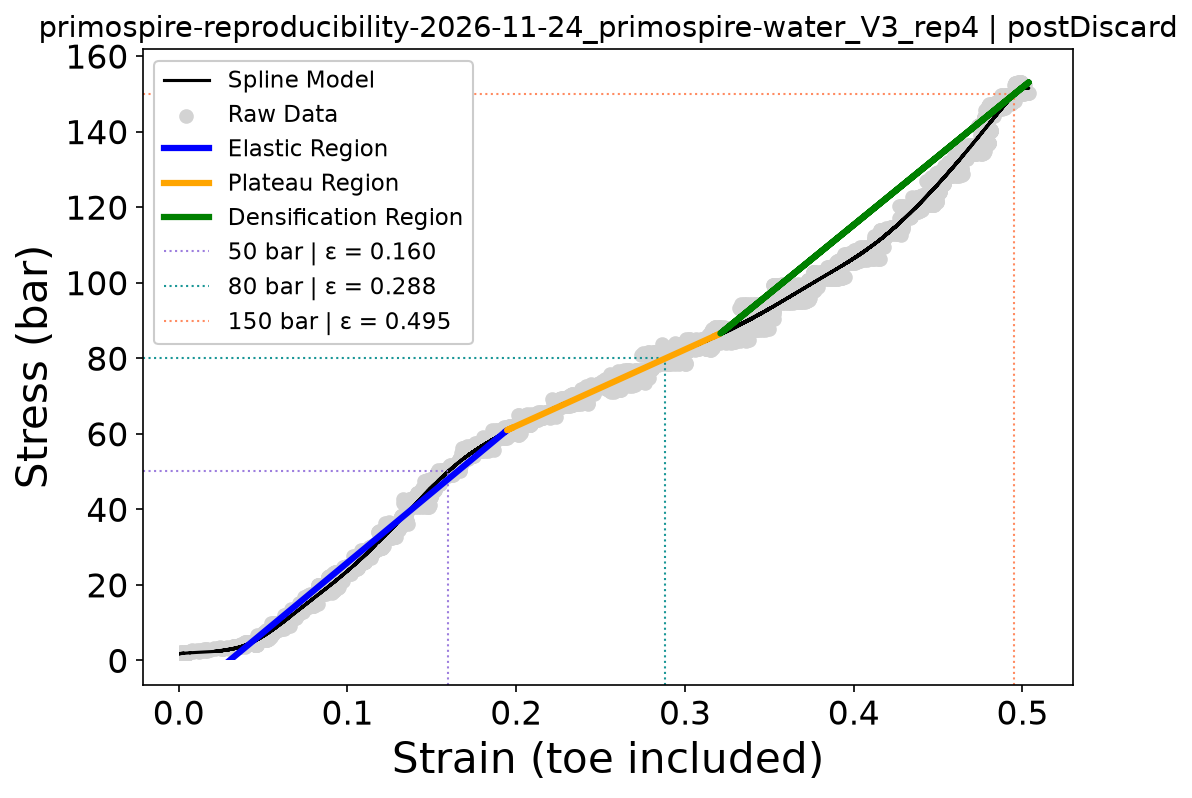 primospire-reproducibility-2026-11-24_primospire-water_V3_rep4 | postDiscard
Stress (bar)
160
140
120
100
80
60
40
20
0
Spline Model
Raw Data
Elastic Region
Plateau Region
Densification Region
50 bar | ε = 0.160
80 bar | ε = 0.288
150 bar | ε = 0.495
0.0 0.1 0.2 0.3 0.4 0.5
Strain (toe included)